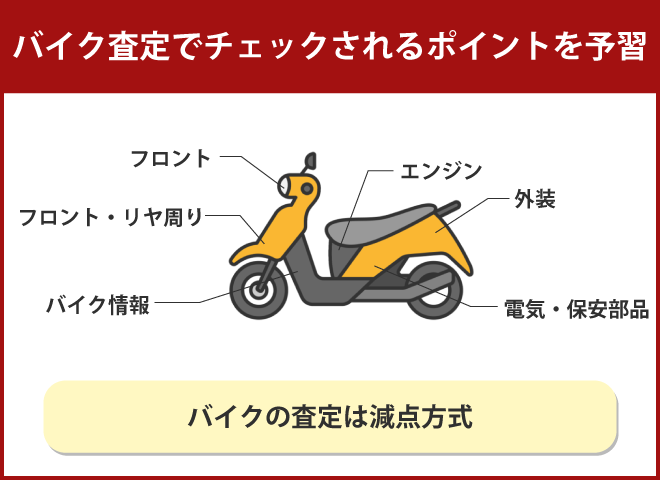 バイク査定でチェックされるポイントを予習
フロント
エンジン
外装
フロント・リヤ周り
バイク情報
電気・保安部品
バイクの査定は減点方式